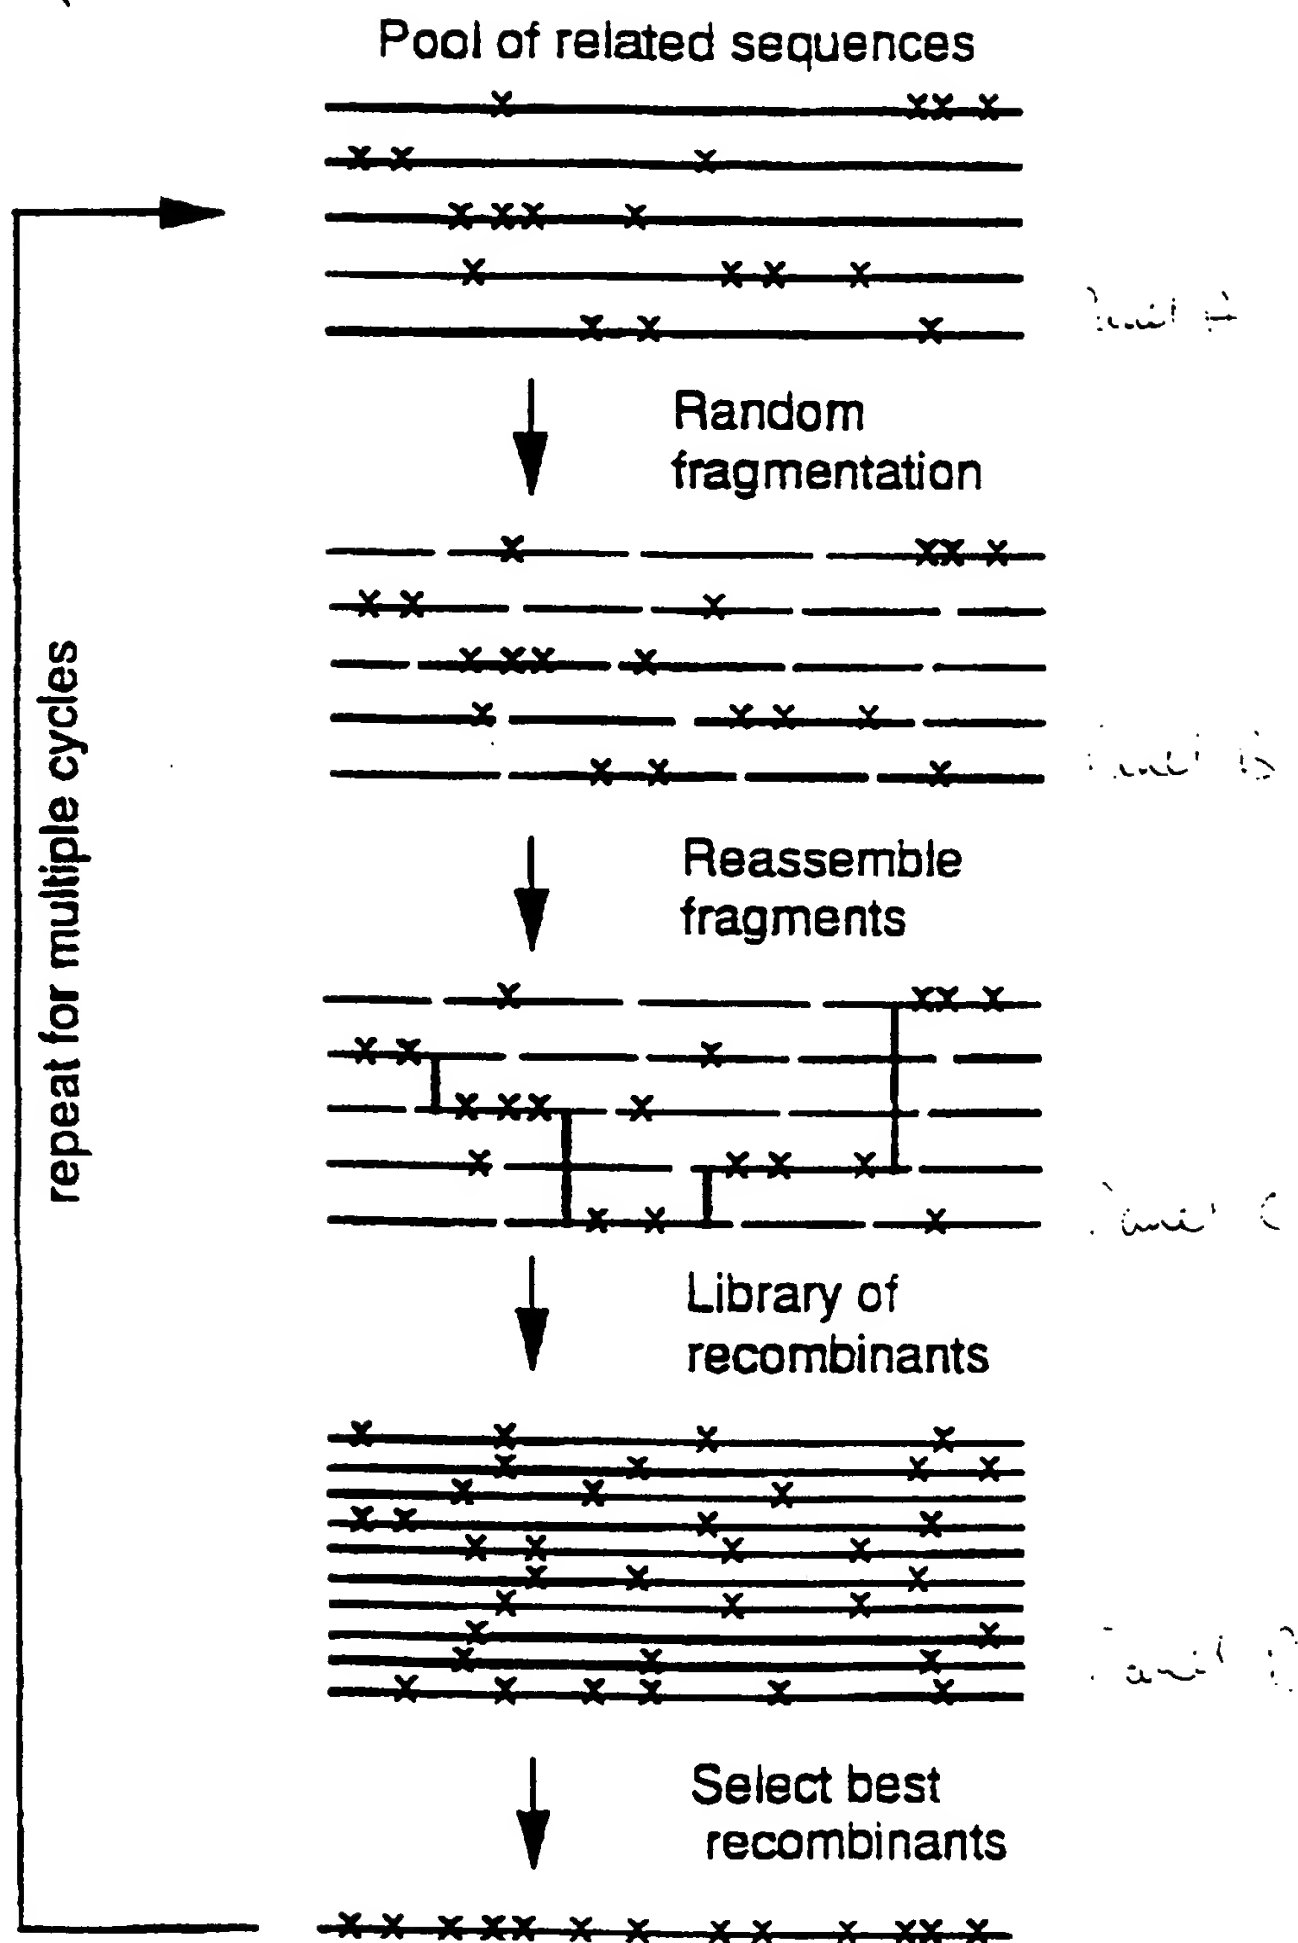 Pool of related sequences
Random
fragmentation
Reassemble
fragments
repeat for multiple cycles
Library of
recombinants
Select best
recombinants